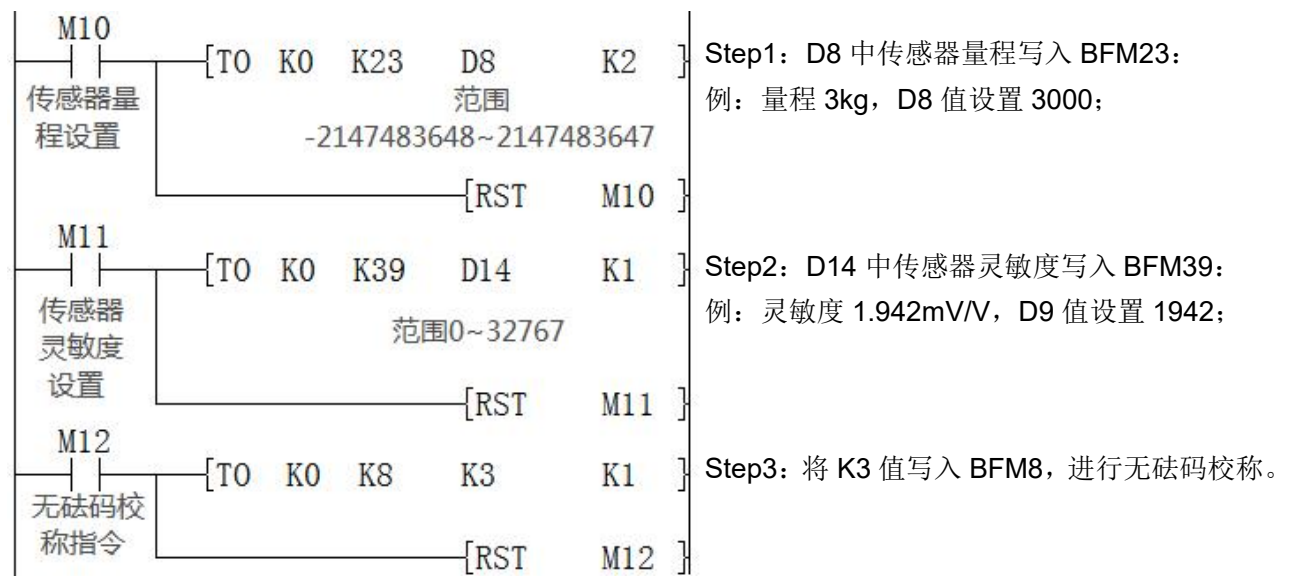 M10
[TO K0 K23 D8 K2 ]
传感器量
程设置
范围
-2147483648~2147483647
[RST M10 ]
Step1：D8 中传感器量程写入 BFM23：
例：量程 3kg，D8 值设置 3000；
M11
[TO K0 K39 D14 K1 ]
传感器
灵敏度
设置
范围0~32767
[RST M11 ]
Step2：D14 中传感器灵敏度写入 BFM39：
例：灵敏度 1.942mV/V，D9 值设置 1942；
M12
[TO K0 K8 K3 K1 ]
无砝码校
称指令
[RST M12 ]
Step3：将 K3 值写入 BFM8，进行无砝码校称。